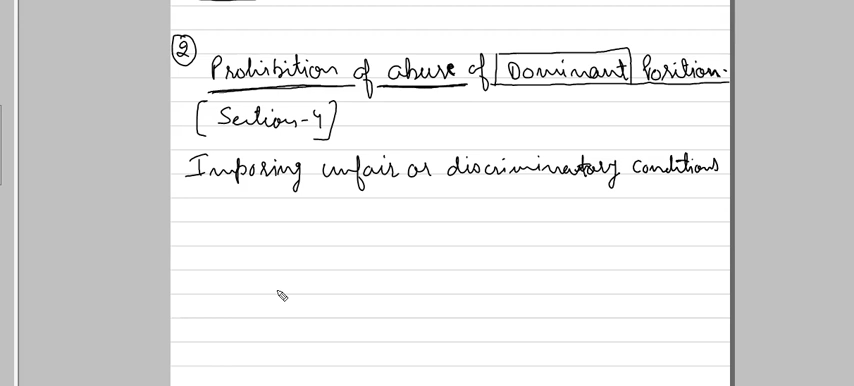 ② Prohibition of abuse of Dominant Position.
[Section-4]
Imposing unfair or discriminatory conditions